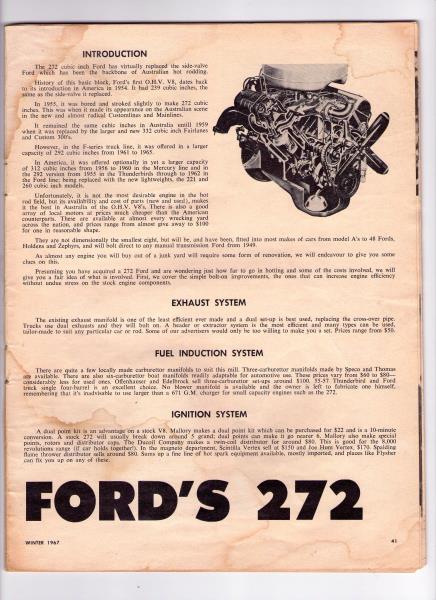 INTRODUCTION
The 272 cubic inch Ford has virtually replaced the side-valve
Ford which has been the backbone of Australian hot rodding.
History of this basic block, Ford's first O.H.V. V8, dates back
to its introduction in America in 1954. It had 239 cubic inches, the
same as the side-valve it replaced.
In 1955, it was bored and stroked slightly to make 272 cubic
inches. This was when it made its appearance on the Australian scene
in the new and almost radical Customlines and Mainlines.
It remained the same cubic inches in Australia until 1959
when it was replaced by the larger and new 332 cubic inch Fairlanes
and Custom 300's.
However, in the F-series truck line, it was offered in a larger
capacity of 292 cubic inches from 1961 to 1965.
In America, it was offered optionally in yet a larger capacity
of 312 cubic inches from 1956 to 1960 in the Mercury line and in
the 292 version from 1955 in the Thunderbirds through to 1962 in
the Ford line; being replaced with the new lightweights, the 221 and
260 cubic inch models.
Unfortunately, it is not the most desirable engine in the hot
rod field, but its availability and cost of parts (new and used), makes
it the best in Australia of the O.H.V. V8's. There is also a good
array of local motors at prices much cheaper than the American
counterparts. These are available at almost every wrecking yard
across the nation, and prices range from almost give away to $100
for one in reasonable shape.
They are not dimensionally the smallest eight, but will be, and have been, fitted into most makes of cars from model A's to 48 Fords,
Holdens and Zephyrs, and will bolt direct to any manual transmission Ford from 1949.
As almost any engine you will buy out of a junk yard will require some form of renovation, we will endeavour to give you some
clues on this.
Presuming you have acquired a 272 Ford and are wondering just how far to go in hotting and some of the costs involved, we will
give you a fair idea of what is involved. First, we cover the simple bolt-on improvements, the ones that can increase engine efficiency
without undue stress on the stock engine components.
EXHAUST SYSTEM
The existing exhaust manifold is one of the least efficient ever made and a dual set-up is best used, replacing the cross-over pipe.
Trucks use dual exhausts and they will bolt on. A header or extractor system is the most efficient and many types can be used,
tailor-made to suit any particular car or rod. Some of our advertisers would only be too willing to make you a set. Prices range from $50.
FUEL INDUCTION SYSTEM
There are quite a few locally made carburettor manifolds to suit this mill. Three-carburettor manifolds made by Speco and Thomas
are available. There are also six-carburettor boat manifolds readily adaptable for automotive use. These prices vary from $60 to $80—
considerably less for used ones. Offenhauser and Edelbrock sell three-carburettor set-ups around $100. 55-57 Thunderbird and Ford
truck single four-barrel is an excellent choice. No blower manifold is available and the owner is left to fabricate one himself,
remembering that it's inadvisable to use larger than a 671 G.M. charger for small capacity engines such as the 272.
IGNITION SYSTEM
A dual point kit is an advantage on a stock V8. Mallory makes a dual point kit which can be purchased for $22 and is a 10-minute
conversion. A stock 272 will usually break down around 5 grand; dual points can make it go nearer 6. Mallory also make special
points, rotors and distributor caps. The Ducoil Company makes a twin-coil distributor for around $80. This is good for the 8,000
revolutions range (if car holds together!). In the magneto department, Scintilla Vertex sell at $150 and Joe Hunt Vertex, $170. Spalding
flame thrower distributor sells around $80. Sums up a fine line of hot spark equipment available, mostly imported, and places like Flysher
can fix you up on any of these.
FORD'S 272
WINTER 1967
41